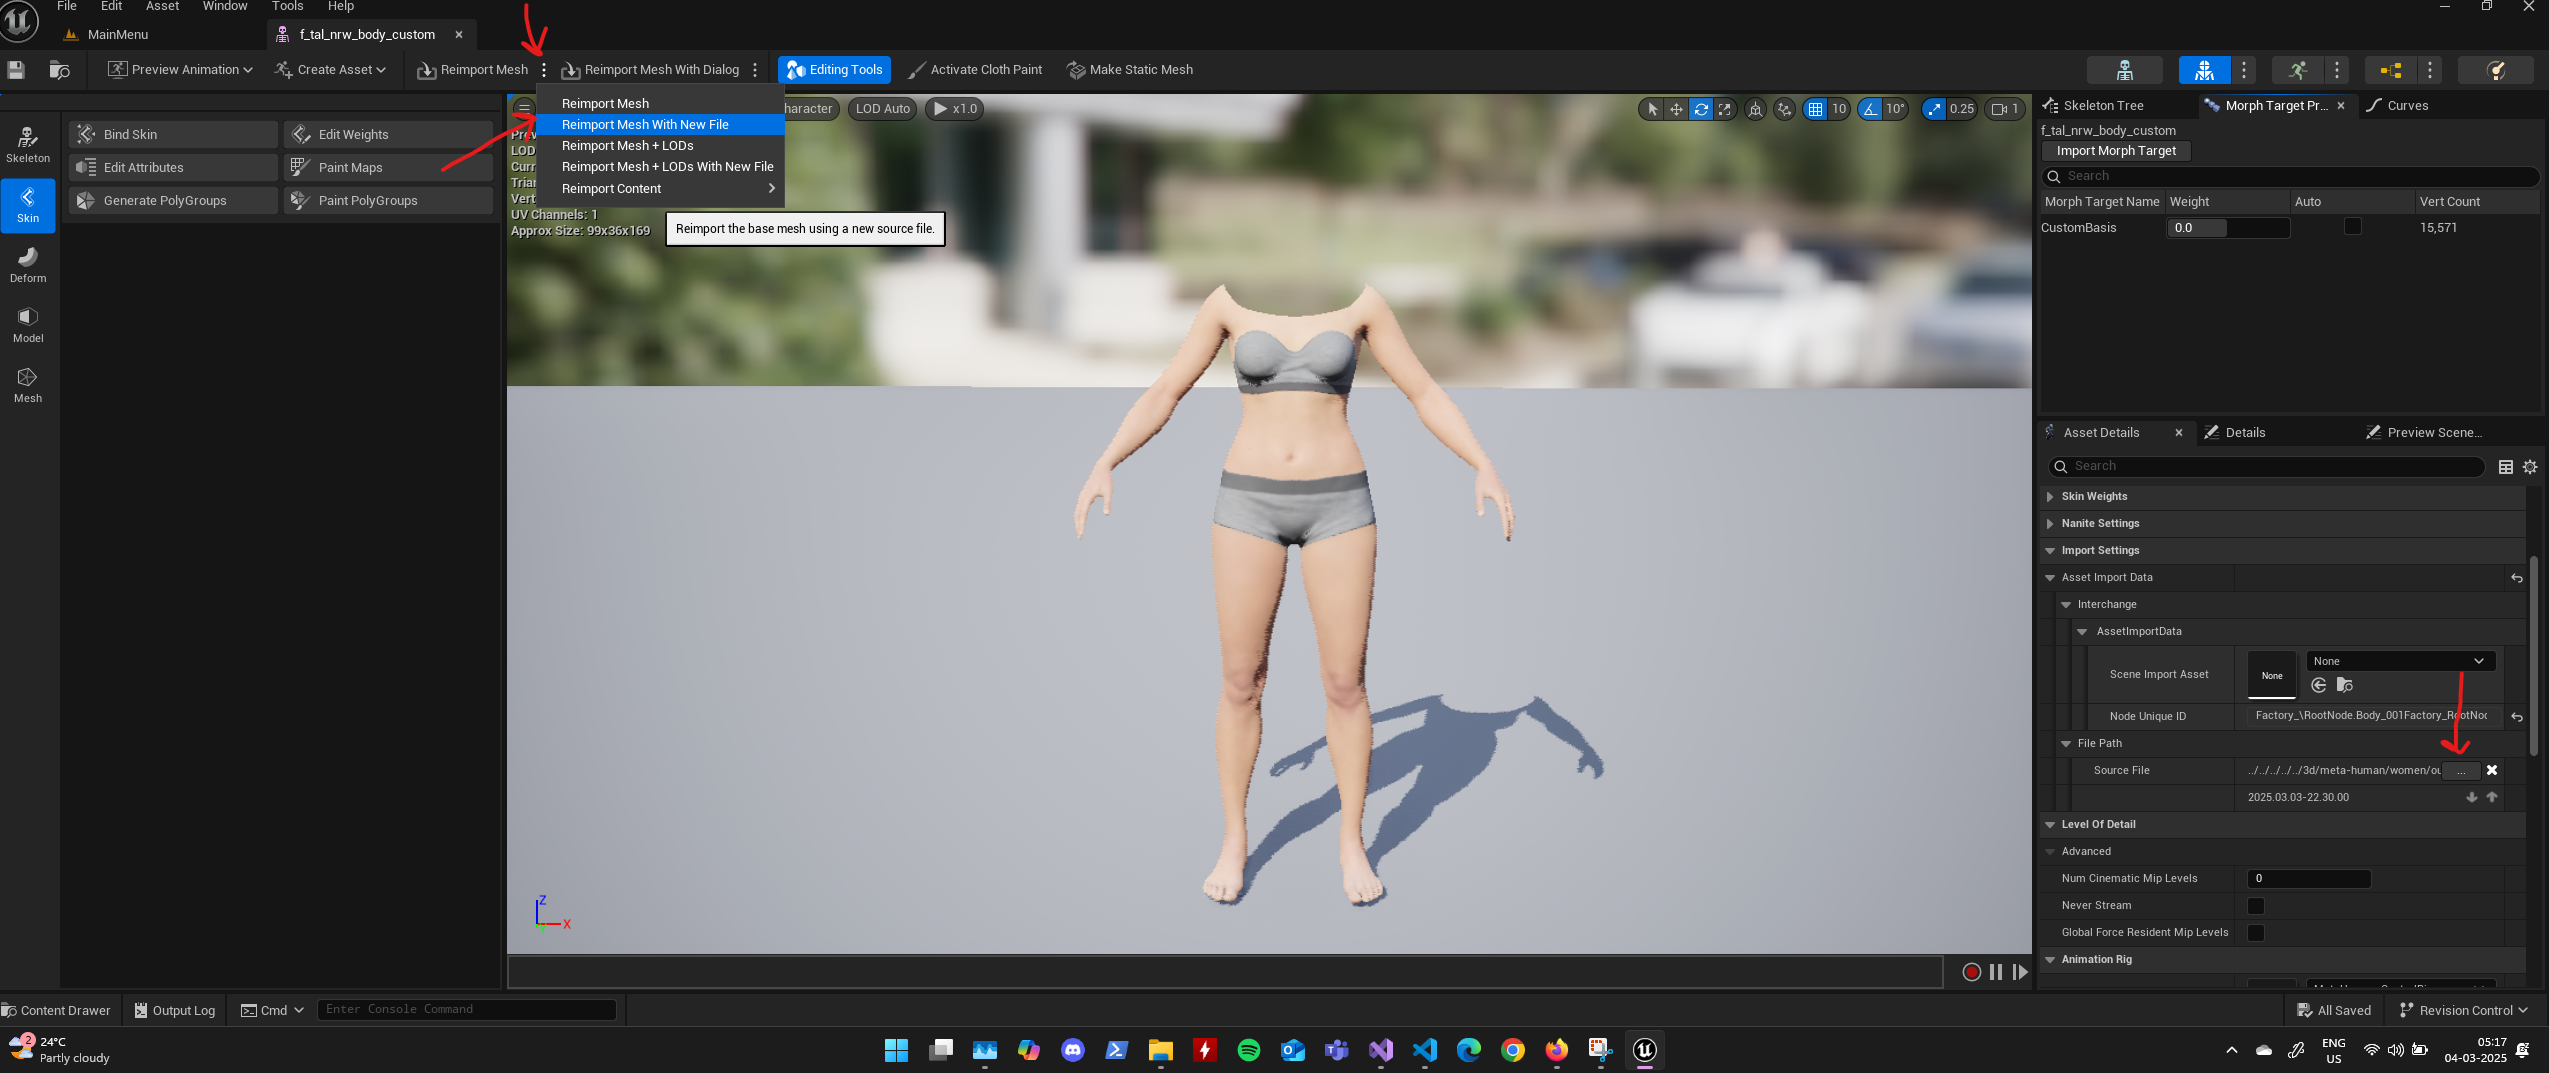 File Edit Asset Window Tools Help
MainMenu f_tal_nrw_body_custom
Preview Animation Create Asset Reimport Mesh Reimport Mesh With Dialog Editing Tools Activate Cloth Paint Make Static Mesh
Skeleton
Skin
Deform
Model
Mesh
Bind Skin Edit Weights
Edit Attributes Paint Maps
Generate PolyGroups Paint PolyGroups
Reimport Mesh
Reimport Mesh With New File
Reimport Mesh + LODs
Reimport Mesh + LODs With New File
Reimport Content
Reimport the base mesh using a new source file.
haracter LOD Auto x1.0
10 10° 0.25 1
Prev
LOD
Curr
Trian
Vert
UV Channels: 1
Approx Size: 99x36x169
Z
X
Skeleton Tree Morph Target Pr... Curves
f_tal_nrw_body_custom
Import Morph Target
Search
Morph Target Name Weight Auto Vert Count
CustomBasis 0.0 15,571
Asset Details Details Preview Scene...
Search
Skin Weights
Nanite Settings
Import Settings
Asset Import Data
Interchange
AssetImportData
Scene Import Asset None None
Node Unique ID Factory_\RootNode.Body_001Factory_RootNoc
File Path
Source File ../../../../../3d/meta-human/women/ou ...
2025.03.03-22.30.00
Level Of Detail
Advanced
Num Cinematic Mip Levels 0
Never Stream
Global Force Resident Mip Levels
Animation Rig
Content Drawer Output Log Cmd Enter Console Command All Saved Revision Control
2 24°C
Partly cloudy
ENG
US
05:17
04-03-2025